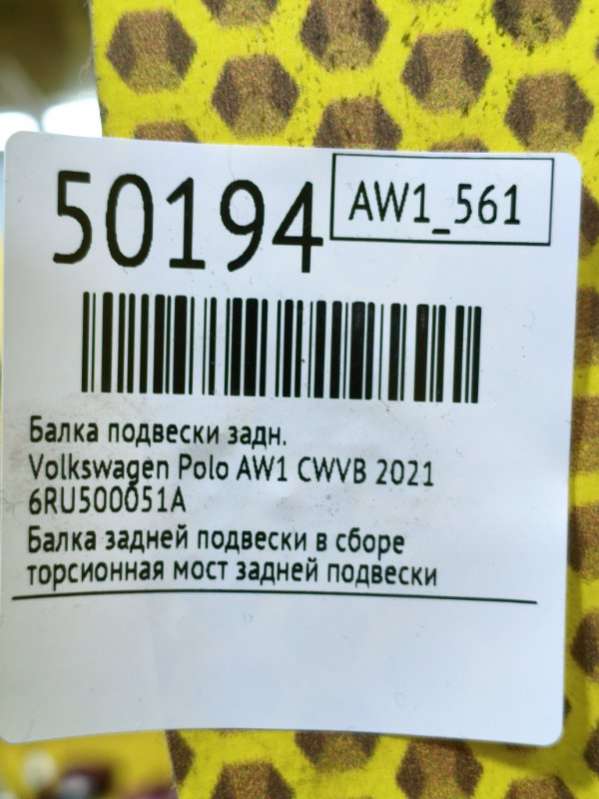 50194
AW1_561
Балка подвески задн.
Volkswagen Polo AW1 CWVB 2021
6RU500051A
Балка задней подвески в сборе
торсионная мост задней подвески